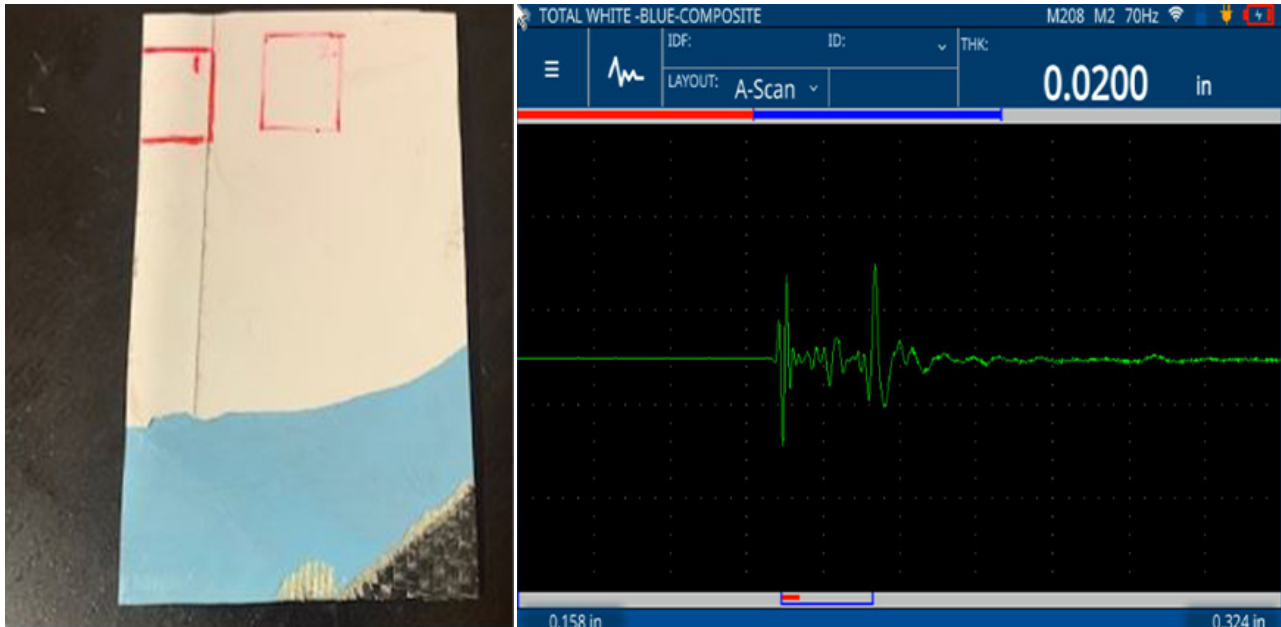 TOTAL WHITE -BLUE-COMPOSITE M208 M2 70Hz
IDF: ID: THK:
LAYOUT: A-Scan 0.0200 in
0.158 in 0.324 in